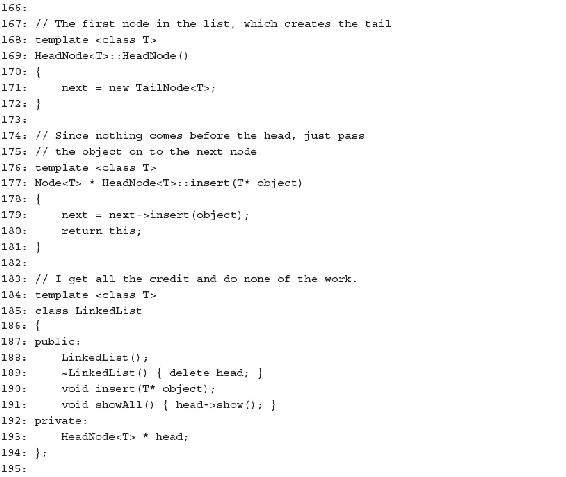 166:
167: // The first node in the list, which creates the tail
168: template <class T>
169: HeadNode<T>::HeadNode()
170: {
171:     next = new TailNode<T>;
172: }
173:
174: // Since nothing comes before the head, just pass
175: // the object on to the next node
176: template <class T>
177: Node<T> * HeadNode<T>::insert(T* object)
178: {
179:     next = next->insert(object);
180:     return this;
181: }
182:
183: // I get all the credit and do none of the work.
184: template <class T>
185: class LinkedList
186: {
187: public:
188:     LinkedList();
189:     ~LinkedList() { delete head; }
190:     void insert(T* object);
191:     void showAll() { head->show(); }
192: private:
193:     HeadNode<T> * head;
194: };
195: